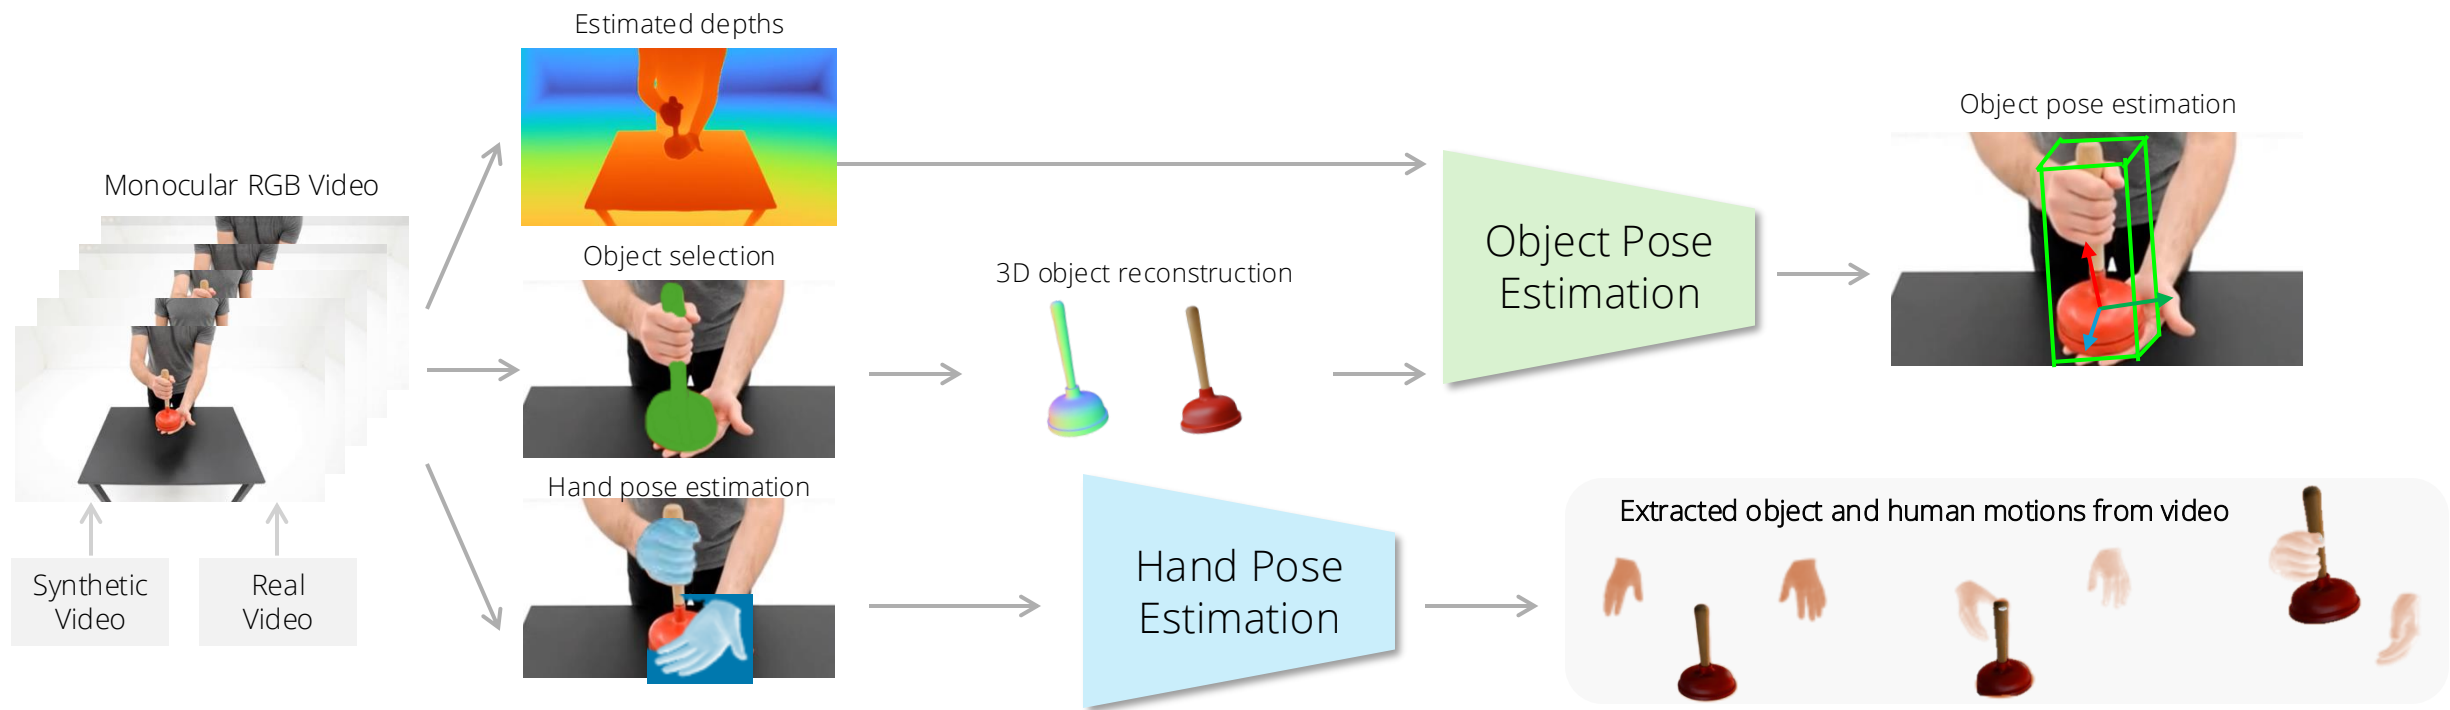 Estimated depths
Monocular RGB Video
Object selection
3D object reconstruction
Object Pose
Estimation
Object pose estimation
Hand pose estimation
Hand Pose
Estimation
Extracted object and human motions from video
Synthetic
Video
Real
Video